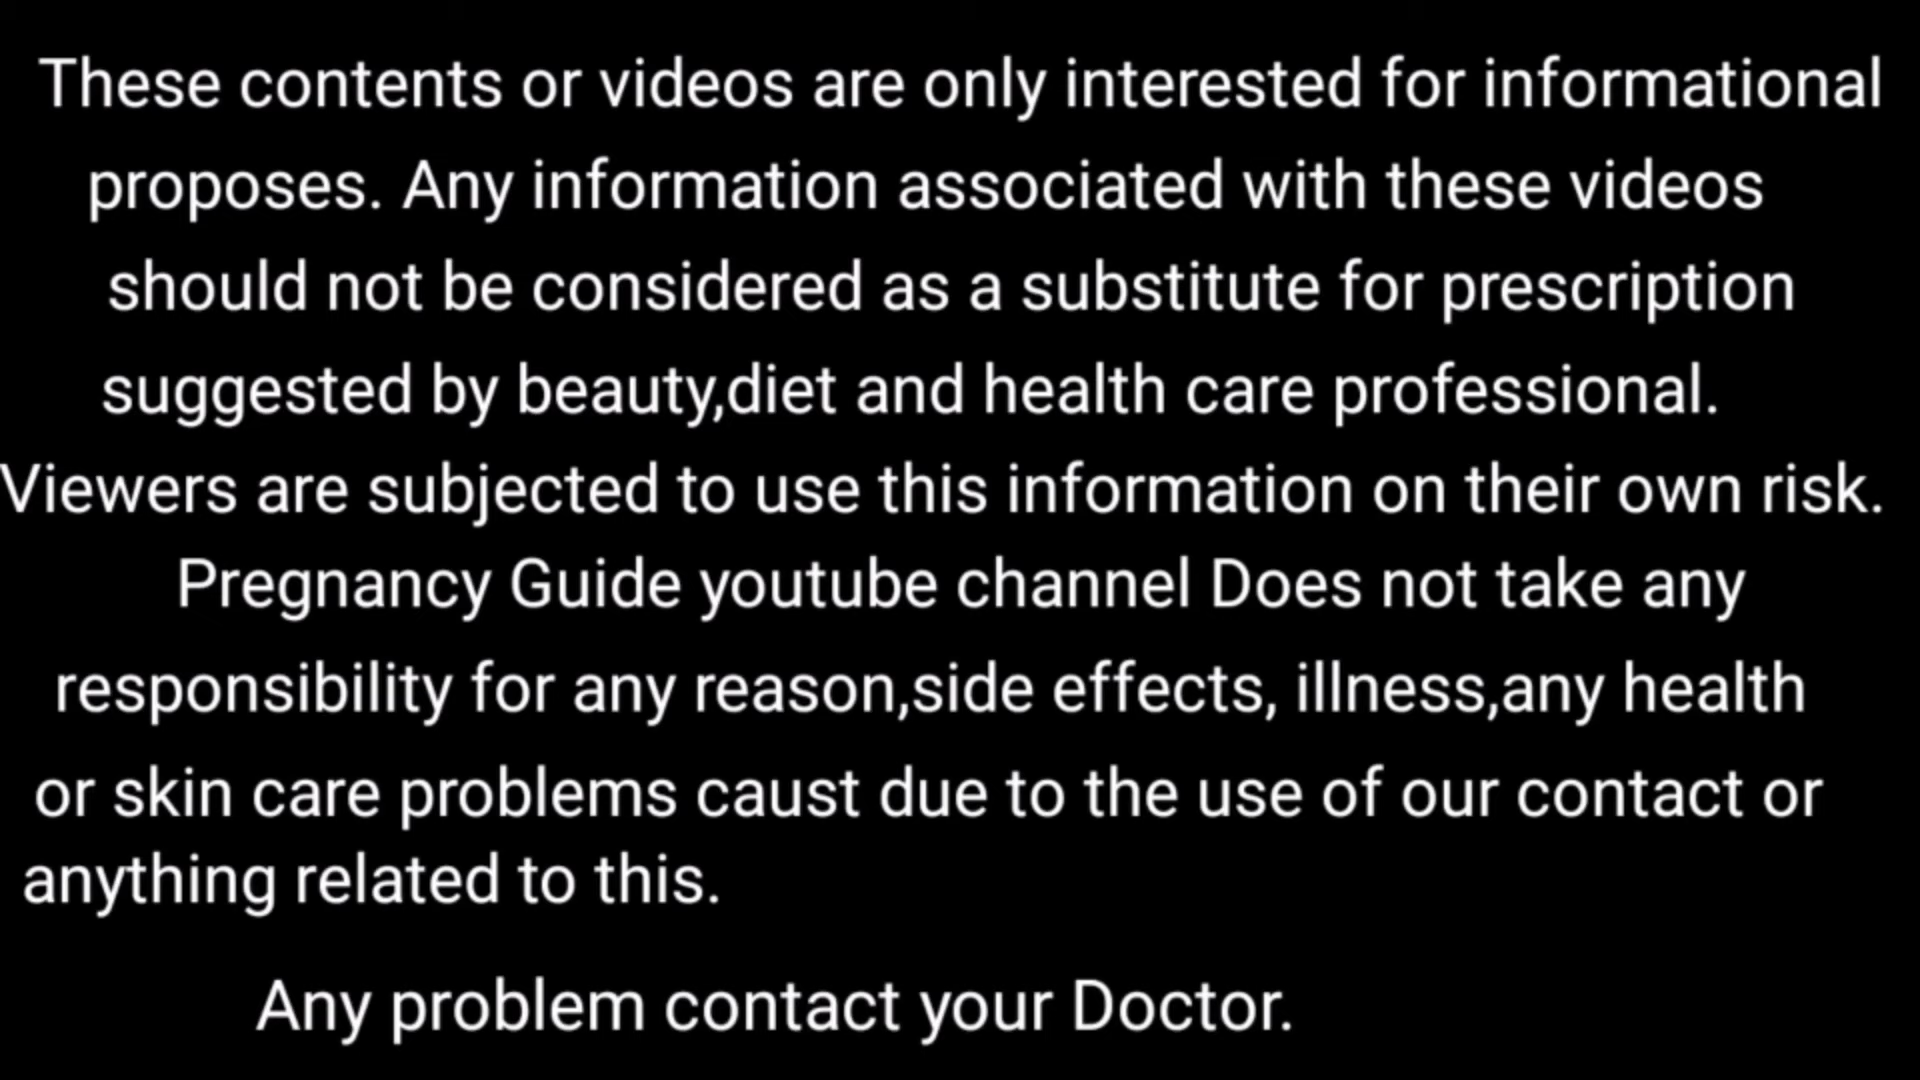 These contents or videos are only interested for informational
proposes. Any information associated with these videos
should not be considered as a substitute for prescription
suggested by beauty,diet and health care professional.
Viewers are subjected to use this information on their own risk.
Pregnancy Guide youtube channel Does not take any
responsibility for any reason,side effects, illness,any health
or skin care problems caust due to the use of our contact or
anything related to this.
Any problem contact your Doctor.